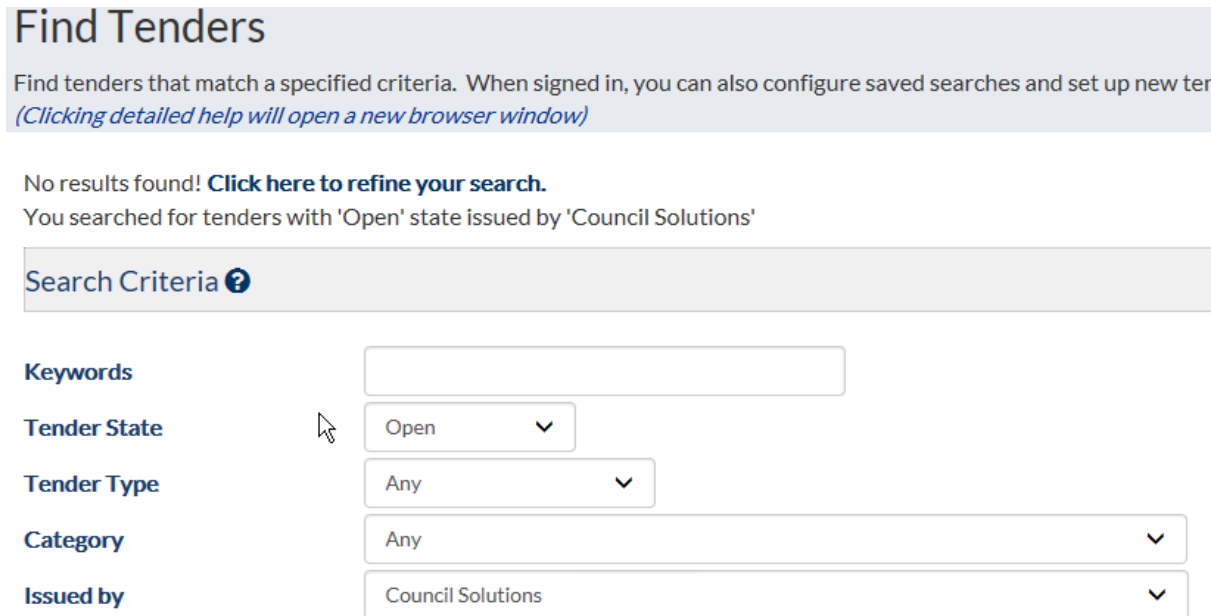 Find Tenders
Find tenders that match a specified criteria. When signed in, you can also configure saved searches and set up new
(Clicking detailed help will open a new browser window)
No results found! Click here to refine your search.
You searched for tenders with 'Open' state issued by 'Council Solutions'
Search Criteria ?
Keywords
Tender State Open
Tender Type Any
Category Any
Issued by Council Solutions